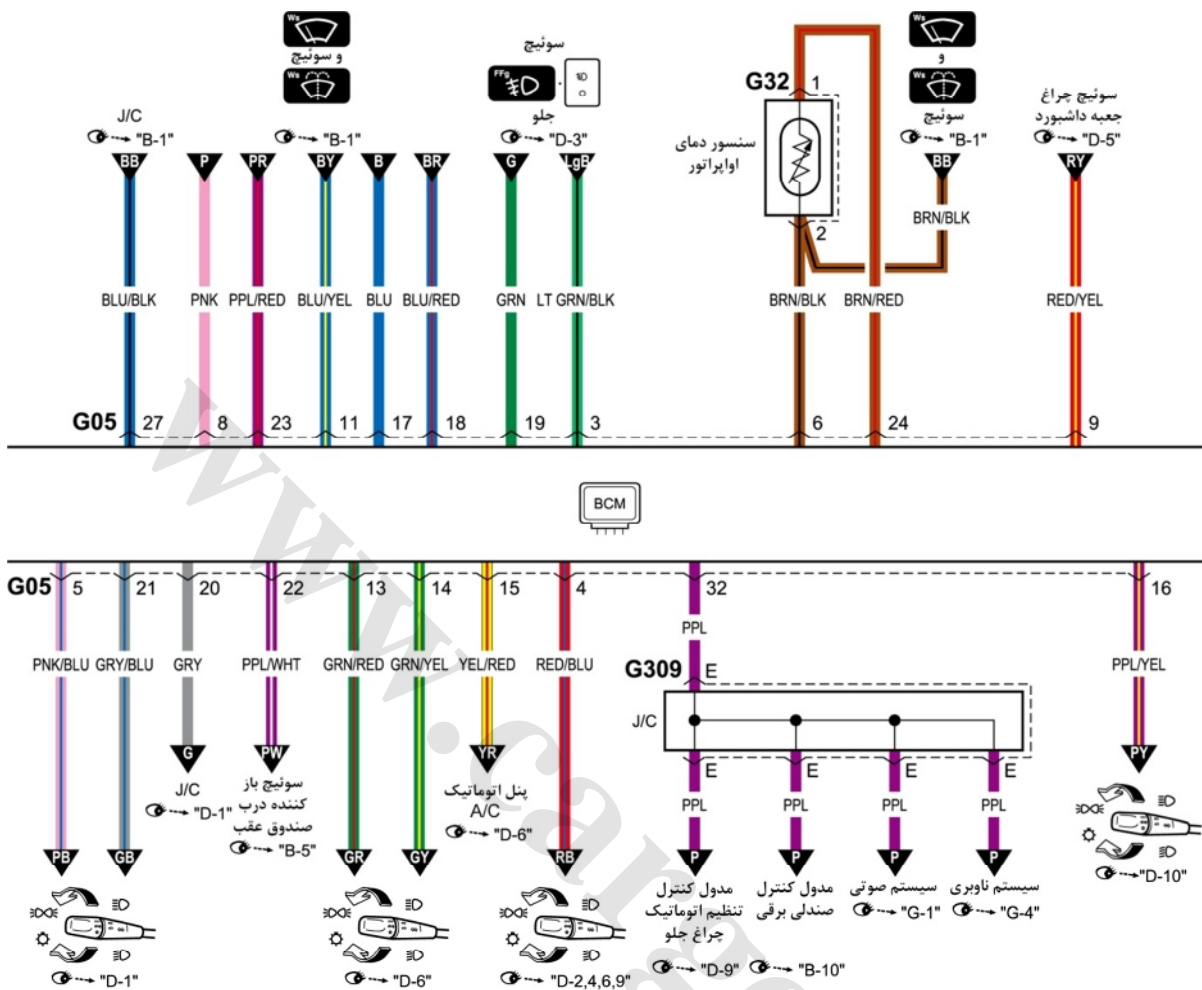 Ws
و سوئیچ
Ws
سوئیچ
FFg
جلو
Ws
و
Ws
سوئیچ
J/C
"B-1"
"B-1"
"D-3"
"B-1"
سوئیچ چراغ
جعبه داشبورد
"D-5"
G32 1
سنسور دمای
اواپراتور
2
BB P PR BY B BR G LgB BB RY
BRN/BLK
BLU/BLK PNK PPL/RED BLU/YEL BLU BLU/RED GRN LT GRN/BLK BRN/BLK BRN/RED RED/YEL
G05 27 8 23 11 17 18 19 3 6 24 9
BCM
G05 5 21 20 22 13 14 15 4 32 16
PPL
PNK/BLU GRY/BLU GRY PPL/WHT GRN/RED GRN/YEL YEL/RED RED/BLU PPL/YEL
G309 E
J/C
E E E E
PPL PPL PPL PPL
G PW YR PY
J/C
"D-1"
سوئیچ باز
کننده درب
صندوق عقب
"B-5"
پنل اتوماتیک
A/C
"D-6"
PB GB GR GY RB P P P P
"D-10"
مدول کنترل
تنظیم اتوماتیک
چراغ جلو
"D-9"
مدول کنترل
صندلی برقی
"B-10"
سیستم صوتی
"G-1"
سیستم ناوبری
"G-4"
"D-1"
"D-6"
"D-2,4,6,9"
www.cargo